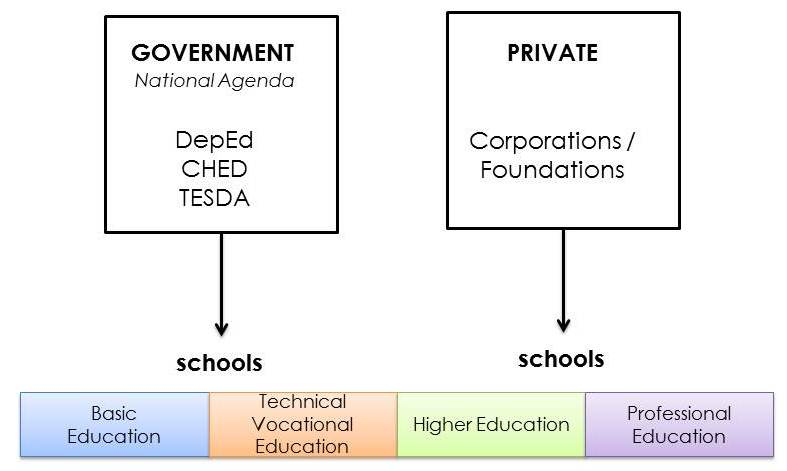 GOVERNMENT
National Agenda
DepEd
CHED
TESDA
PRIVATE
Corporations /
Foundations
schools
schools
Basic
Education
Technical
Vocational
Education
Higher Education
Professional
Education